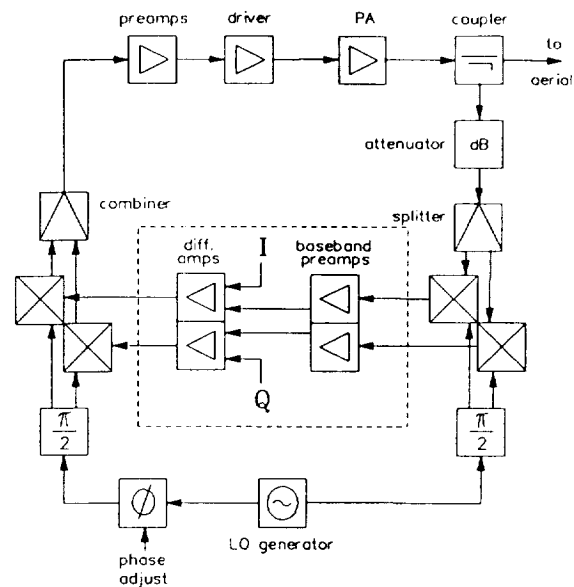 preamps
driver
PA
coupler
to
aerial
attenuator
dB
combiner
splitter
diff.
amps
I
baseband
preamps
Q
π
2
π
2
ϕ
LO generator
phase
adjust